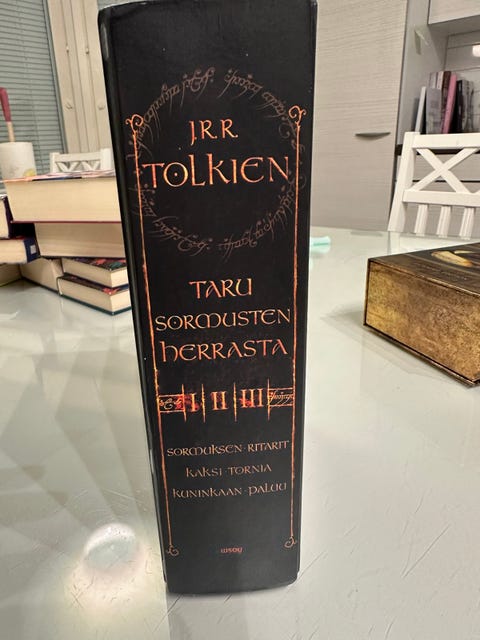 J.R.R.
TOLKIEN
TARU
SORMUSTEN
HERRASTA
I II III
SORMUKSEN · RITARIT
KAKSI · TORNIA
KUNINKAAN · PALUU
WSOY